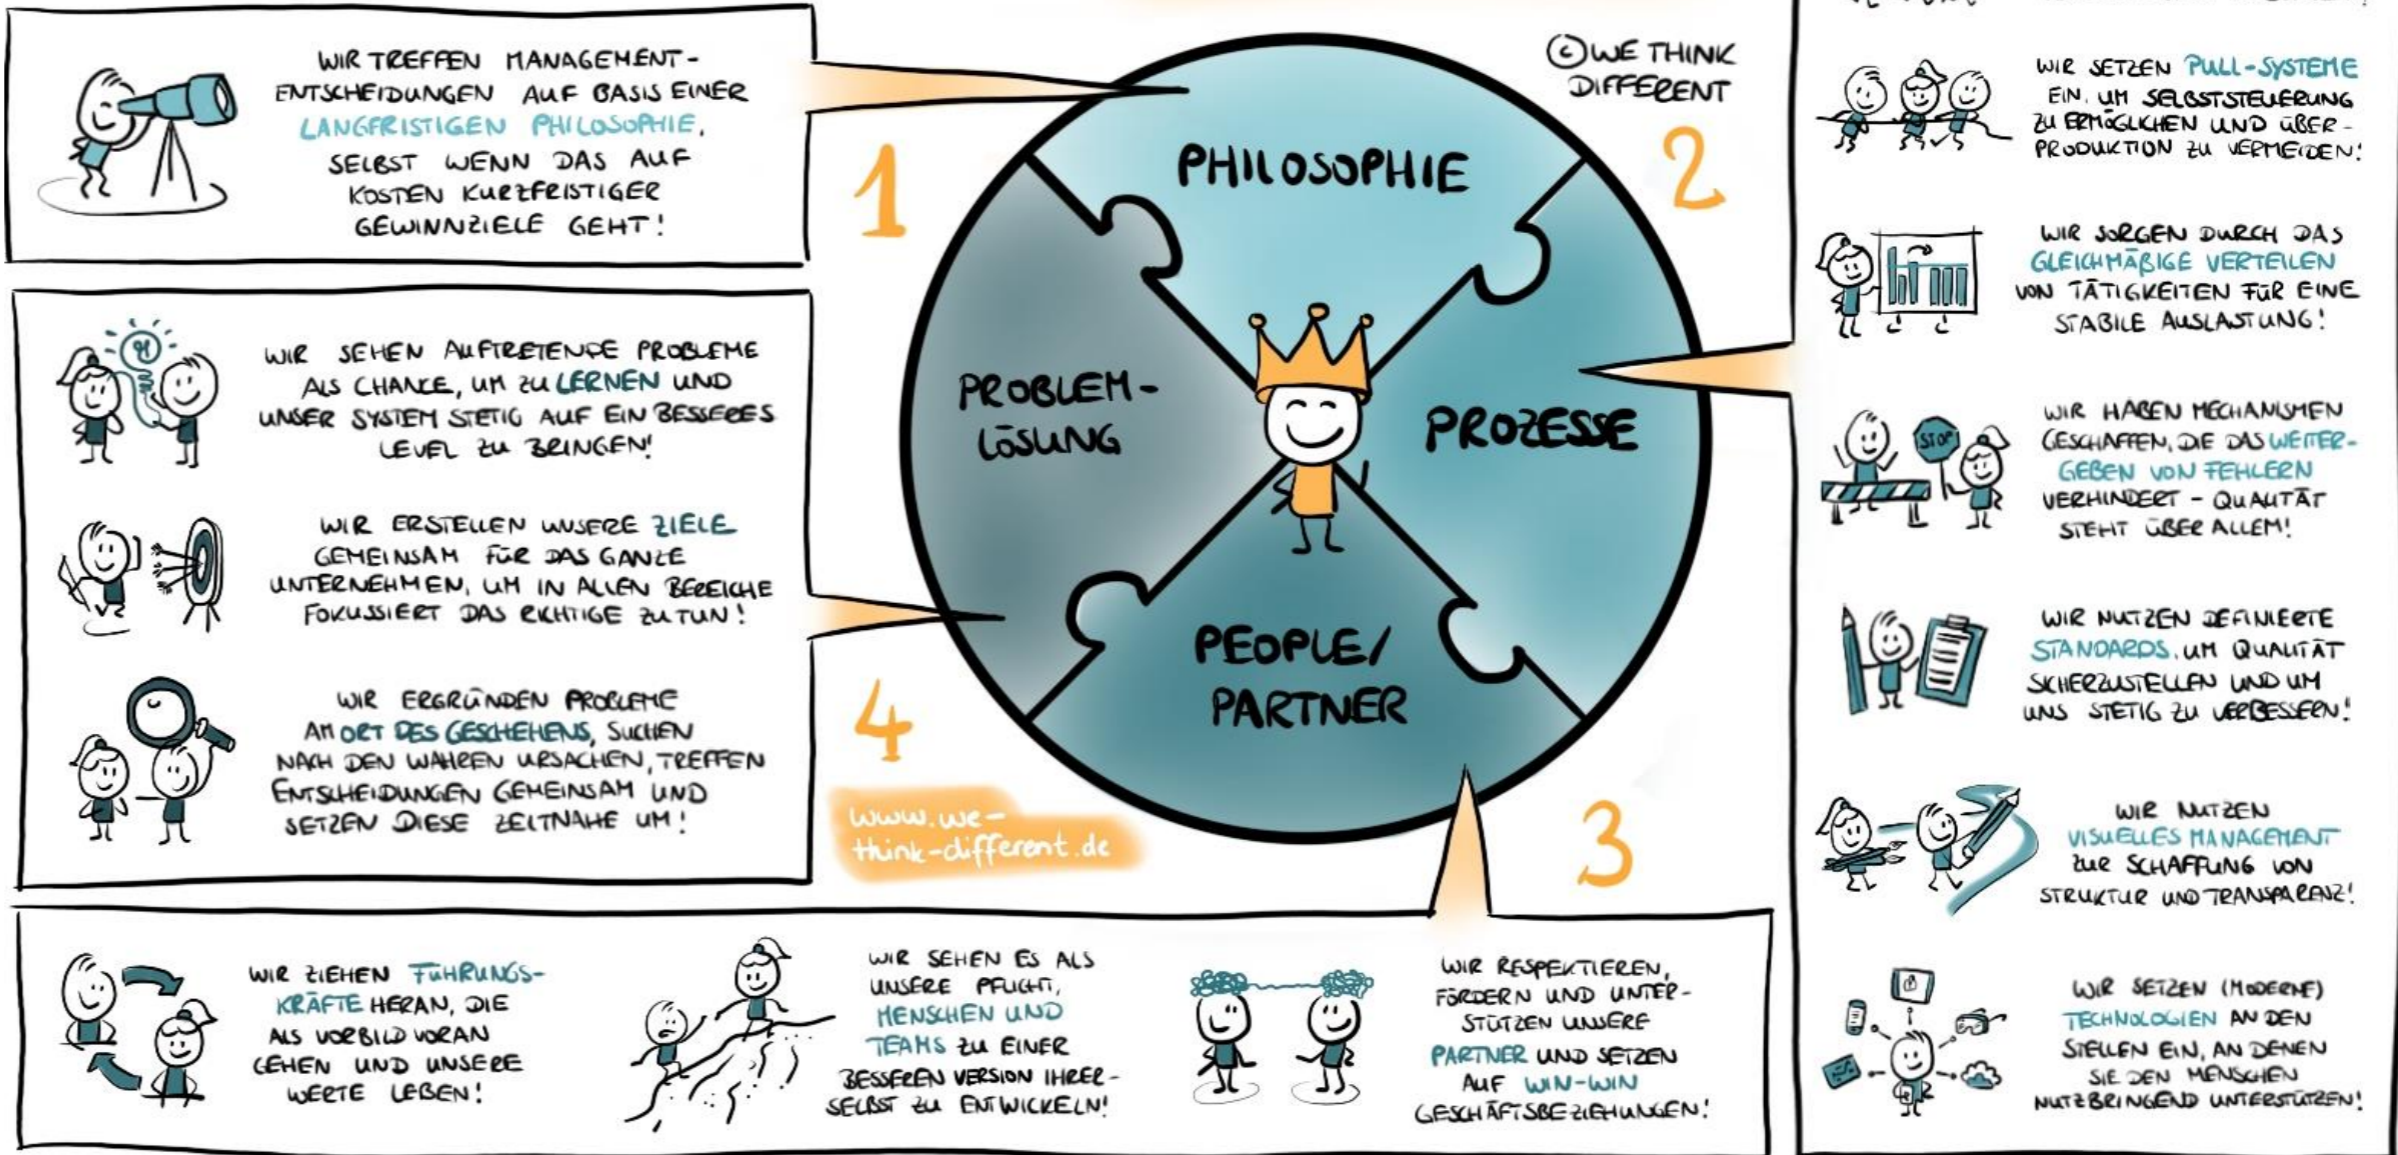 WIR TREFFEN MANAGEMENT-
ENTSCHEIDUNGEN AUF BASIS EINER
LANGFRISTIGEN PHILOSOPHIE,
SELBST WENN DAS AUF
KOSTEN KURZFRISTIGER
GEWINNZIELE GEHT!
1
WIR SEHEN AUFTRETENDE PROBLEME
ALS CHANCE, UM ZU LERNEN UND
UNSER SYSTEM STETIG AUF EIN BESSERES
LEVEL ZU BRINGEN!
WIR ERSTELLEN UNSERE ZIELE
GEMEINSAM FÜR DAS GANZE
UNTERNEHMEN, UM IN ALLEN BEREICHE
FOKUSSIERT DAS RICHTIGE ZU TUN!
WIR ERGRÜNDEN PROBLEME
AM ORT DES GESCHEHENS, SUCHEN
NACH DEN WAHREN URSACHEN, TREFFEN
ENTSCHEIDUNGEN GEMEINSAM UND
SETZEN DIESE ZEITNAHE UM!
4
www.we-
think-different.de
PHILOSOPHIE
PROBLEM-
LÖSUNG
PROZESSE
PEOPLE/
PARTNER
© WE THINK
DIFFERENT
2
WIR SETZEN PULL-SYSTEME
EIN, UM SELBSTSTEUERUNG
ZU ERMÖGLICHEN UND ÜBER-
PRODUKTION ZU VERMEIDEN!
WIR SORGEN DURCH DAS
GLEICHMÄßIGE VERTEILEN
VON TÄTIGKEITEN FÜR EINE
STABILE AUSLASTUNG!
STOP
WIR HABEN MECHANISMEN
GESCHAFFEN, DIE DAS WEITER-
GEBEN VON FEHLERN
VERHINDERT - QUALITÄT
STEHT ÜBER ALLEM!
WIR NUTZEN DEFINIERTE
STANDARDS, UM QUALITÄT
SICHERZUSTELLEN UND UM
UNS STETIG ZU VERBESSERN!
WIR NUTZEN
VISUELLES MANAGEMENT
ZUR SCHAFFUNG VON
STRUKTUR UND TRANSPARENZ!
WIR SETZEN (MODERNE)
TECHNOLOGIEN AN DEN
STELLEN EIN, AN DENEN
SIE DEN MENSCHEN
NUTZBRINGEND UNTERSTÜTZEN!
3
WIR ZIEHEN FÜHRUNGS-
KRÄFTE HERAN, DIE
ALS VORBILD VORAN
GEHEN UND UNSERE
WERTE LEBEN!
WIR SEHEN ES ALS
UNSERE PFLICHT,
MENSCHEN UND
TEAMS ZU EINER
BESSEREN VERSION IHRER-
SELBST ZU ENTWICKELN!
WIR RESPEKTIEREN,
FÖRDERN UND UNTER-
STÜTZEN UNSERE
PARTNER UND SETZEN
AUF WIN-WIN
GESCHÄFTSBEZIEHUNGEN!